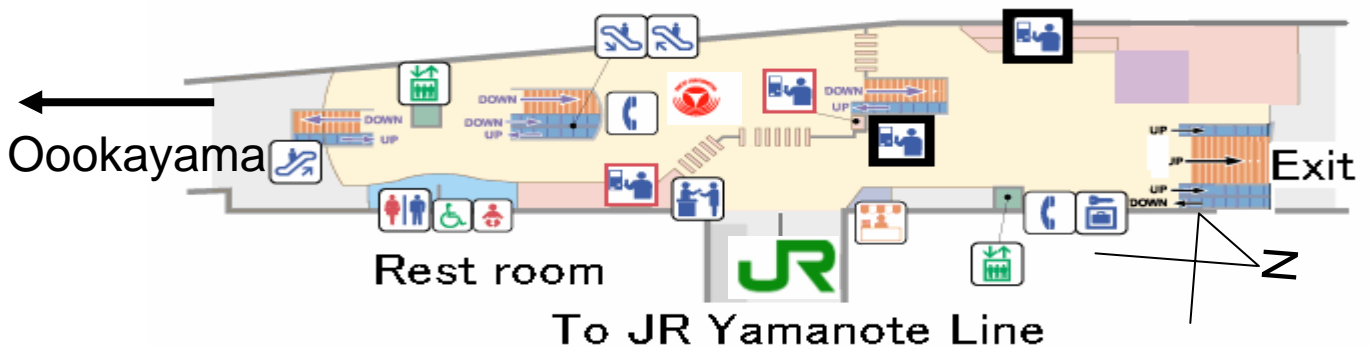 DOWN
UP
DOWN
DOWN
UP
DOWN
UP
Oookayama
UP
UP
UP
DOWN
Exit
N
JR
Rest room
To JR Yamanote Line